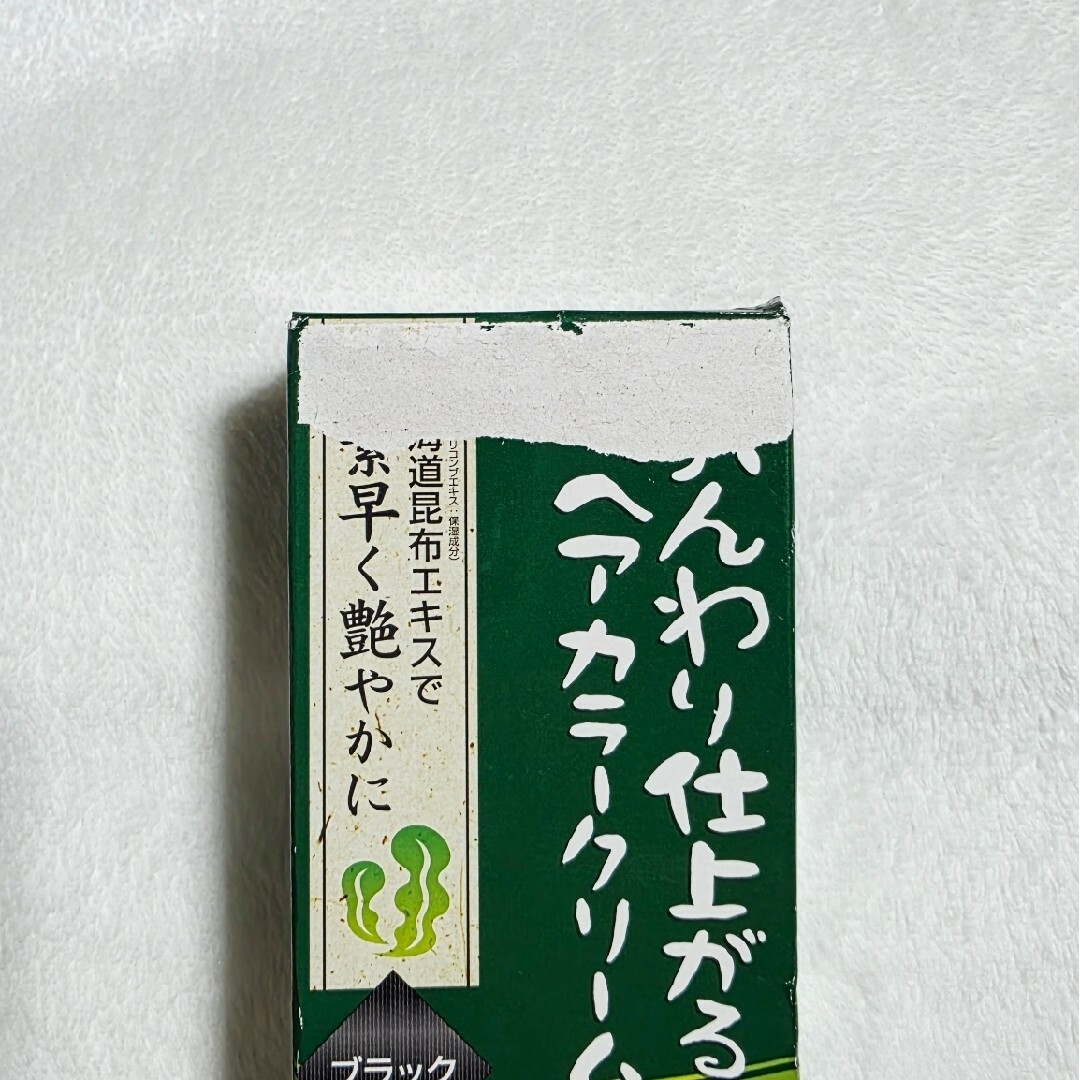 んわり仕上がる
ヘアカラークリーム
リコンブエキス：保湿成分）
海道昆布エキスで
素早く艶やかに
ブラック